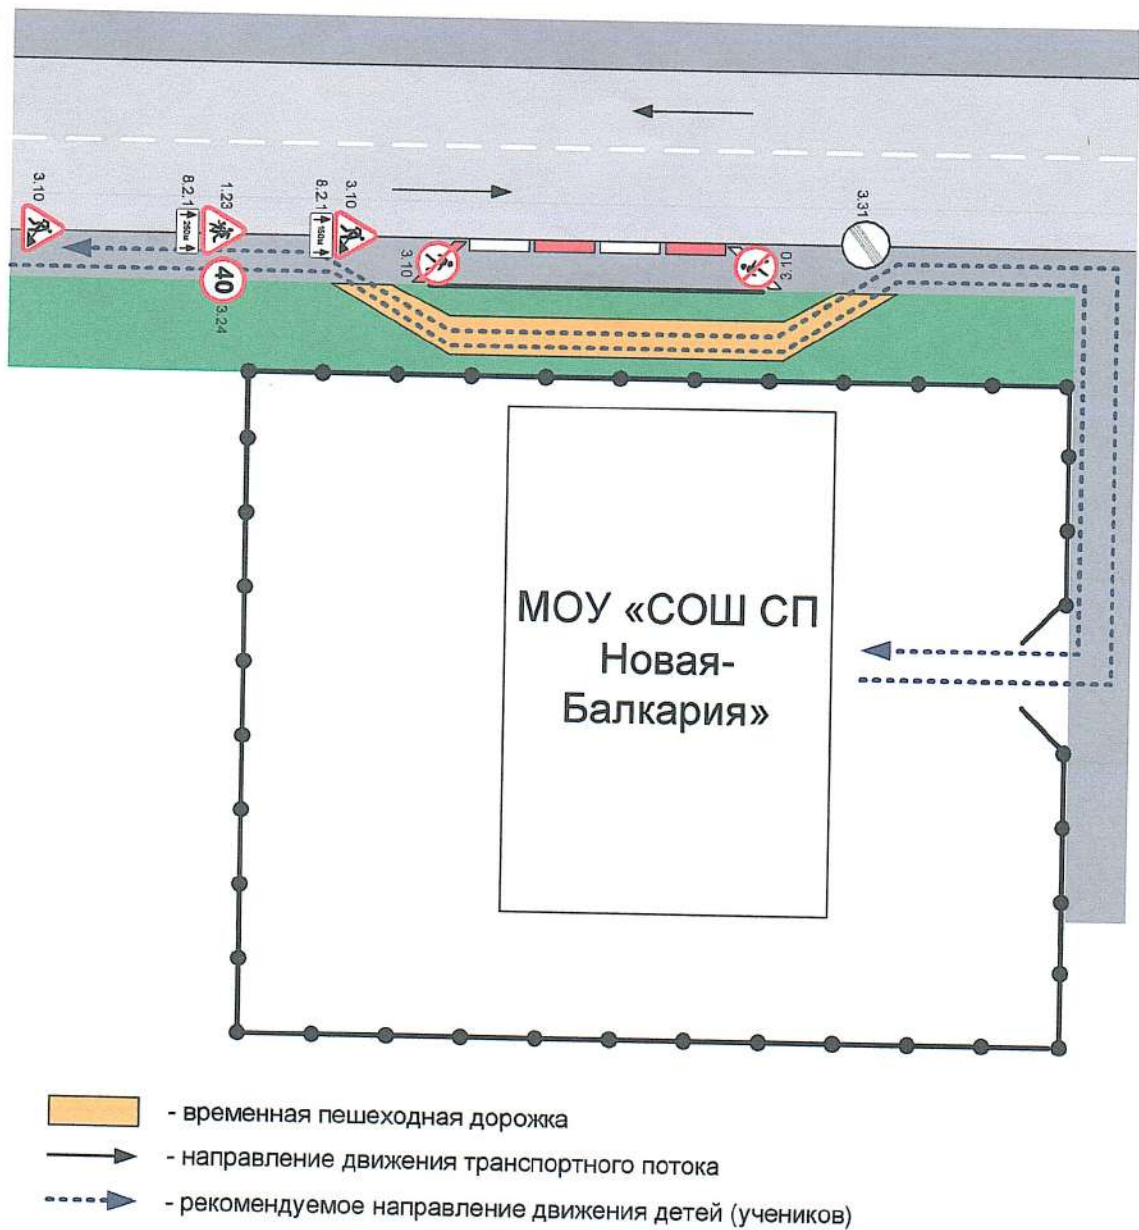 3.10
8.2.1
260м
1.23
40
3.24
8.2.1
150м
3.10
3.10
3.10
3.31
МОУ «СОШ СП
Новая-
Балкария»
- временная пешеходная дорожка
- направление движения транспортного потока
- рекомендуемое направление движения детей (учеников)